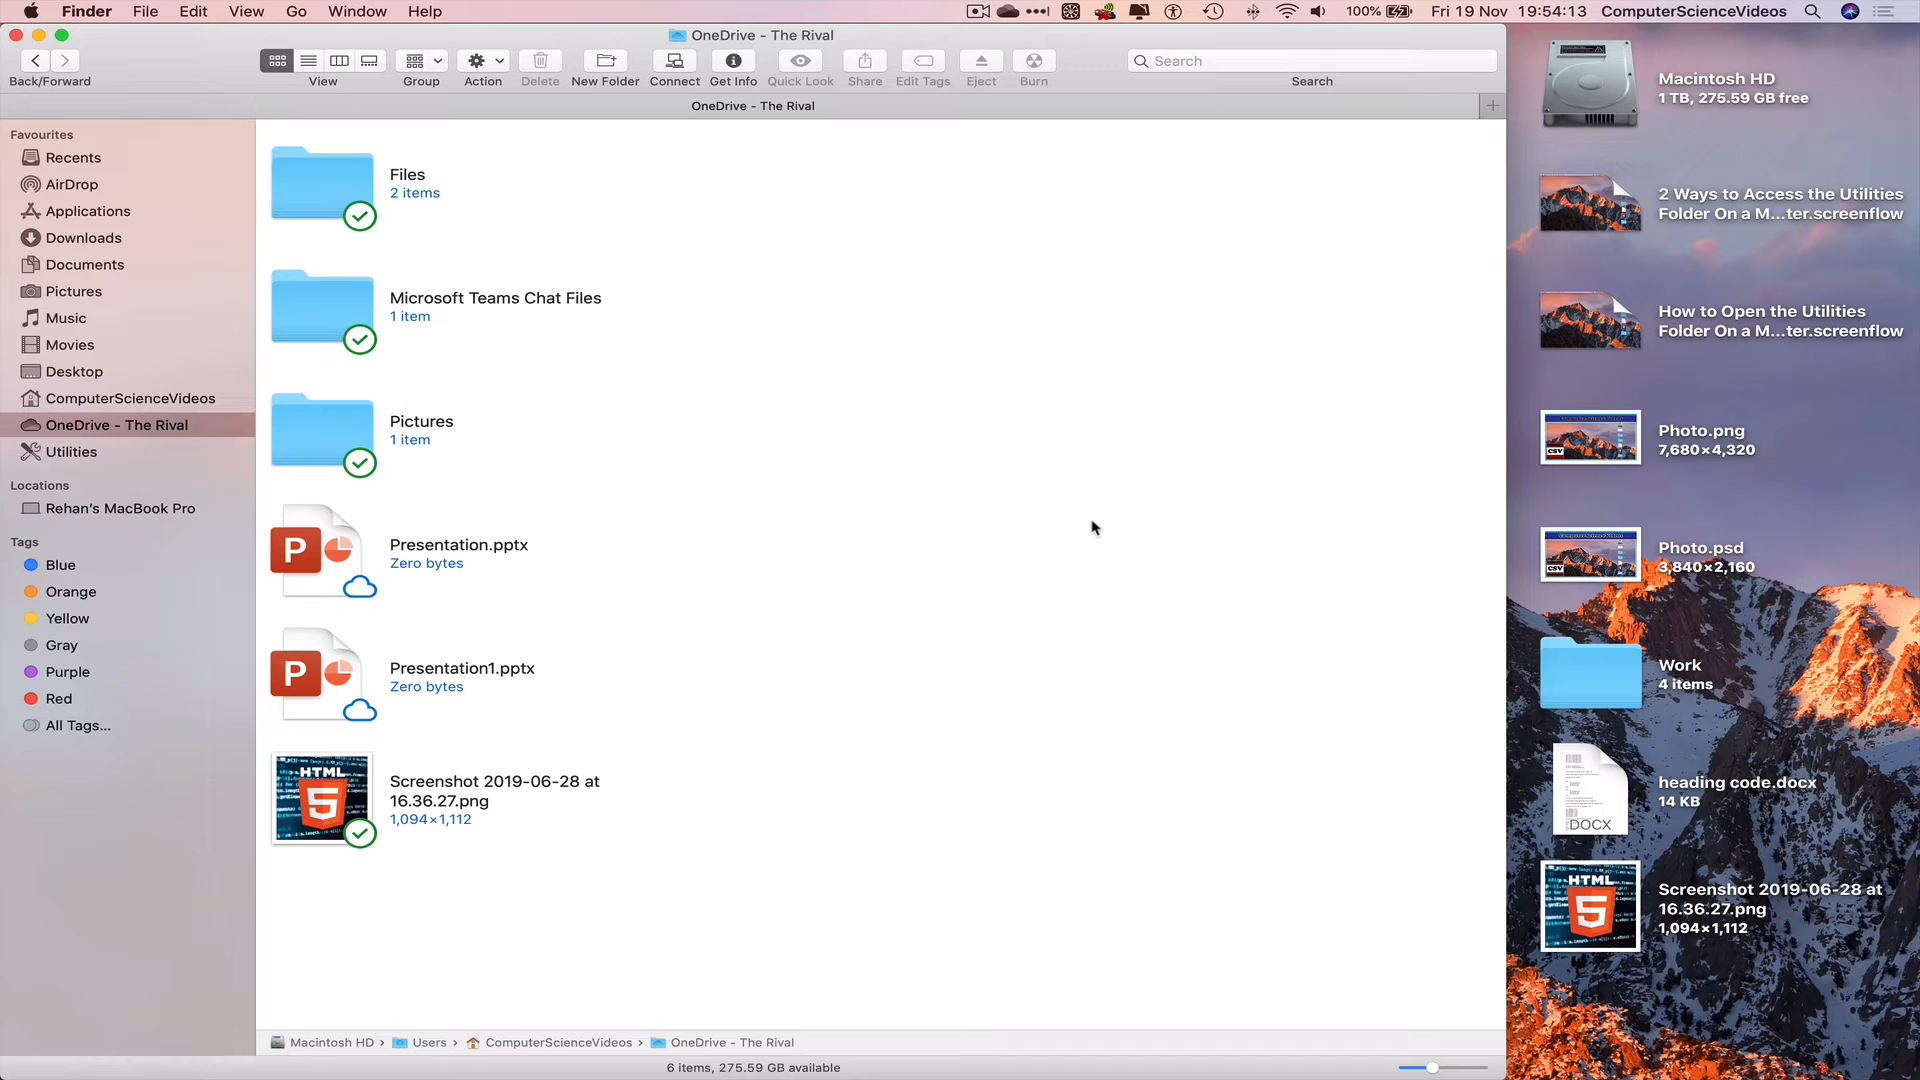 Finder File Edit View Go Window Help 100% Fri 19 Nov 19:54:13 ComputerScienceVideos
OneDrive - The Rival
Back/Forward View Group Action Delete New Folder Connect Get Info Quick Look Share Edit Tags Eject Burn Search
Search
OneDrive - The Rival
Favourites
Recents
AirDrop
Applications
Downloads
Documents
Pictures
Music
Movies
Desktop
ComputerScienceVideos
OneDrive - The Rival
Utilities
Locations
Rehan's MacBook Pro
Tags
Blue
Orange
Yellow
Gray
Purple
Red
All Tags...
Files
2 items
Microsoft Teams Chat Files
1 item
Pictures
1 item
P
Presentation.pptx
Zero bytes
P
Presentation1.pptx
Zero bytes
HTML
5
Screenshot 2019-06-28 at
16.36.27.png
1,094×1,112
Macintosh HD › Users › ComputerScienceVideos › OneDrive - The Rival
6 items, 275.59 GB available
Macintosh HD
1 TB, 275.59 GB free
2 Ways to Access the Utilities
Folder On a M...ter.screenflow
How to Open the Utilities
Folder On a M...ter.screenflow
CSV
Photo.png
7,680×4,320
CSV
Photo.psd
3,840×2,160
Work
4 items
DOCX
heading code.docx
14 KB
HTML
5
Screenshot 2019-06-28 at
16.36.27.png
1,094×1,112